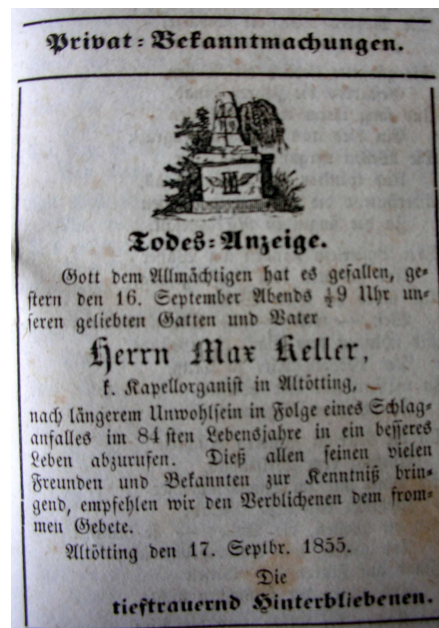 Privat-Bekanntmachungen.
Todes-Anzeige.
Gott dem Allmächtigen hat es gefallen, ge-
stern den 16. September Abends ½9 Uhr un-
seren geliebten Gatten und Vater
Herrn Max Keller,
k. Kapellorganist in Altötting,
nach längerem Unwohlsein in Folge eines Schlag-
anfalles im 84sten Lebensjahre in ein besseres
Leben abzurufen. Dieß allen seinen vielen
Freunden und Bekannten zur Kenntniß brin-
gend, empfehlen wir den Verblichenen dem from-
men Gebete.
Altötting den 17. Septbr. 1855.
Die
tieftrauernd Hinterbliebenen.